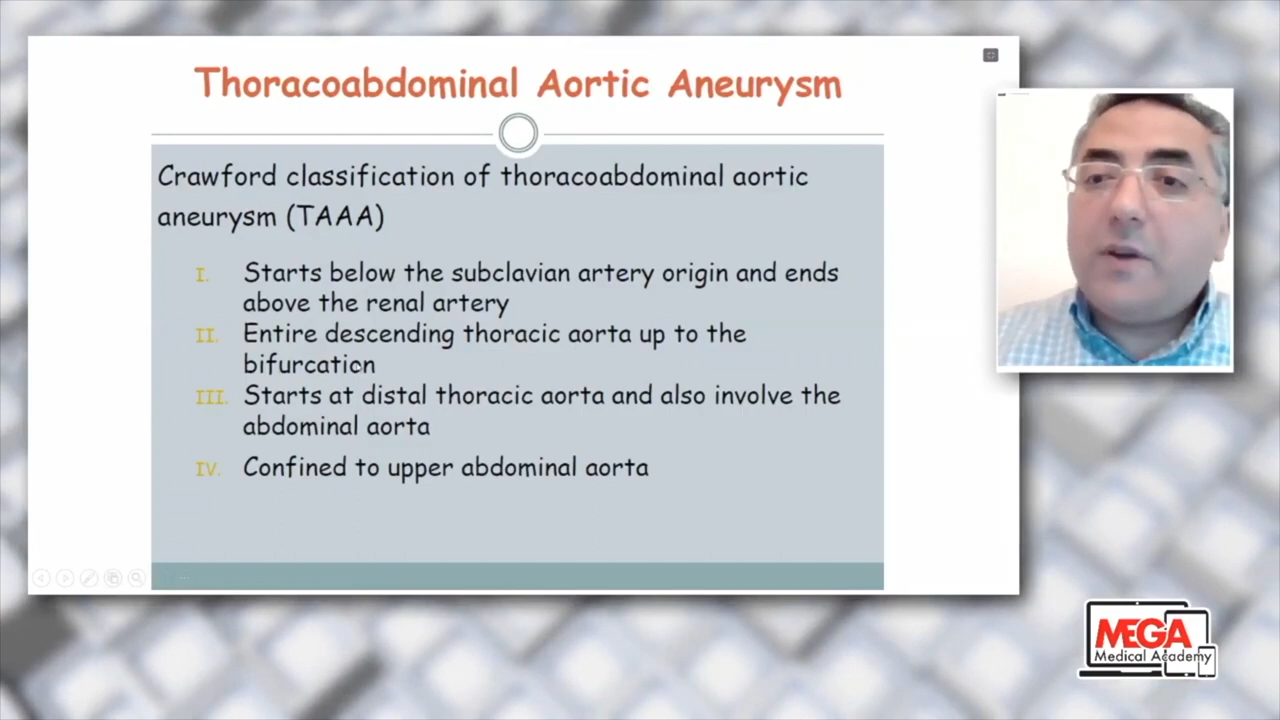 Thoracoabdominal Aortic Aneurysm
Crawford classification of thoracoabdominal aortic
aneurysm (TAAA)
I. Starts below the subclavian artery origin and ends
above the renal artery
II. Entire descending thoracic aorta up to the
bifurcation
III. Starts at distal thoracic aorta and also involve the
abdominal aorta
IV. Confined to upper abdominal aorta
MEGA
Medical Academy